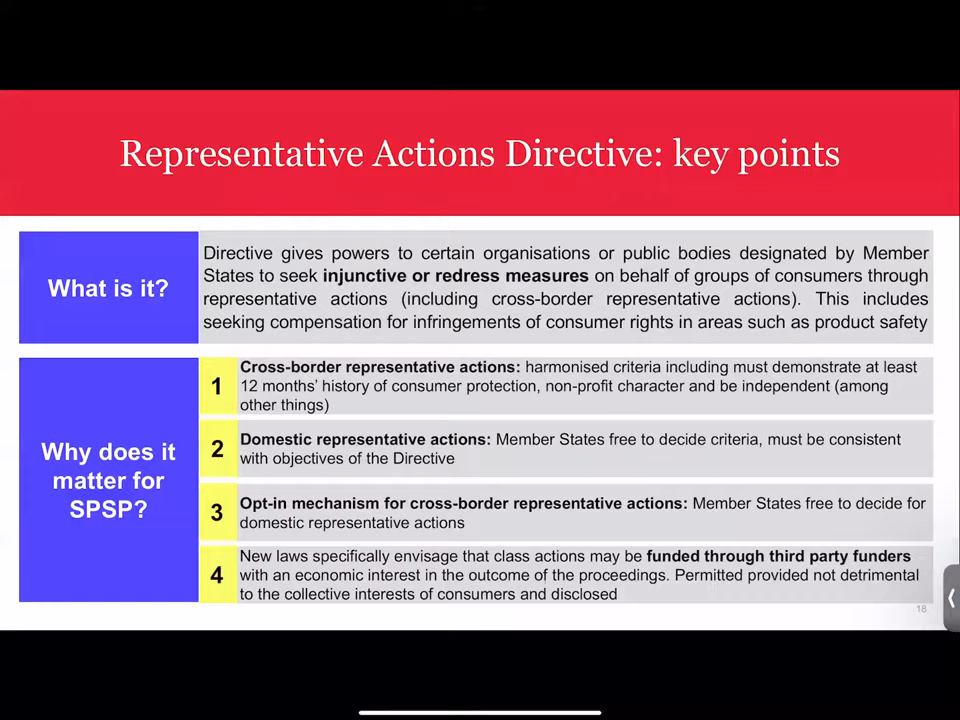 Representative Actions Directive: key points
What is it?
Directive gives powers to certain organisations or public bodies designated by Member
States to seek injunctive or redress measures on behalf of groups of consumers through
representative actions (including cross-border representative actions). This includes
seeking compensation for infringements of consumer rights in areas such as product safety
Why does it
matter for
SPSP?
1
Cross-border representative actions: harmonised criteria including must demonstrate at least
12 months' history of consumer protection, non-profit character and be independent (among
other things)
2
Domestic representative actions: Member States free to decide criteria, must be consistent
with objectives of the Directive
3
Opt-in mechanism for cross-border representative actions: Member States free to decide for
domestic representative actions
4
New laws specifically envisage that class actions may be funded through third party funders
with an economic interest in the outcome of the proceedings. Permitted provided not detrimental
to the collective interests of consumers and disclosed
18